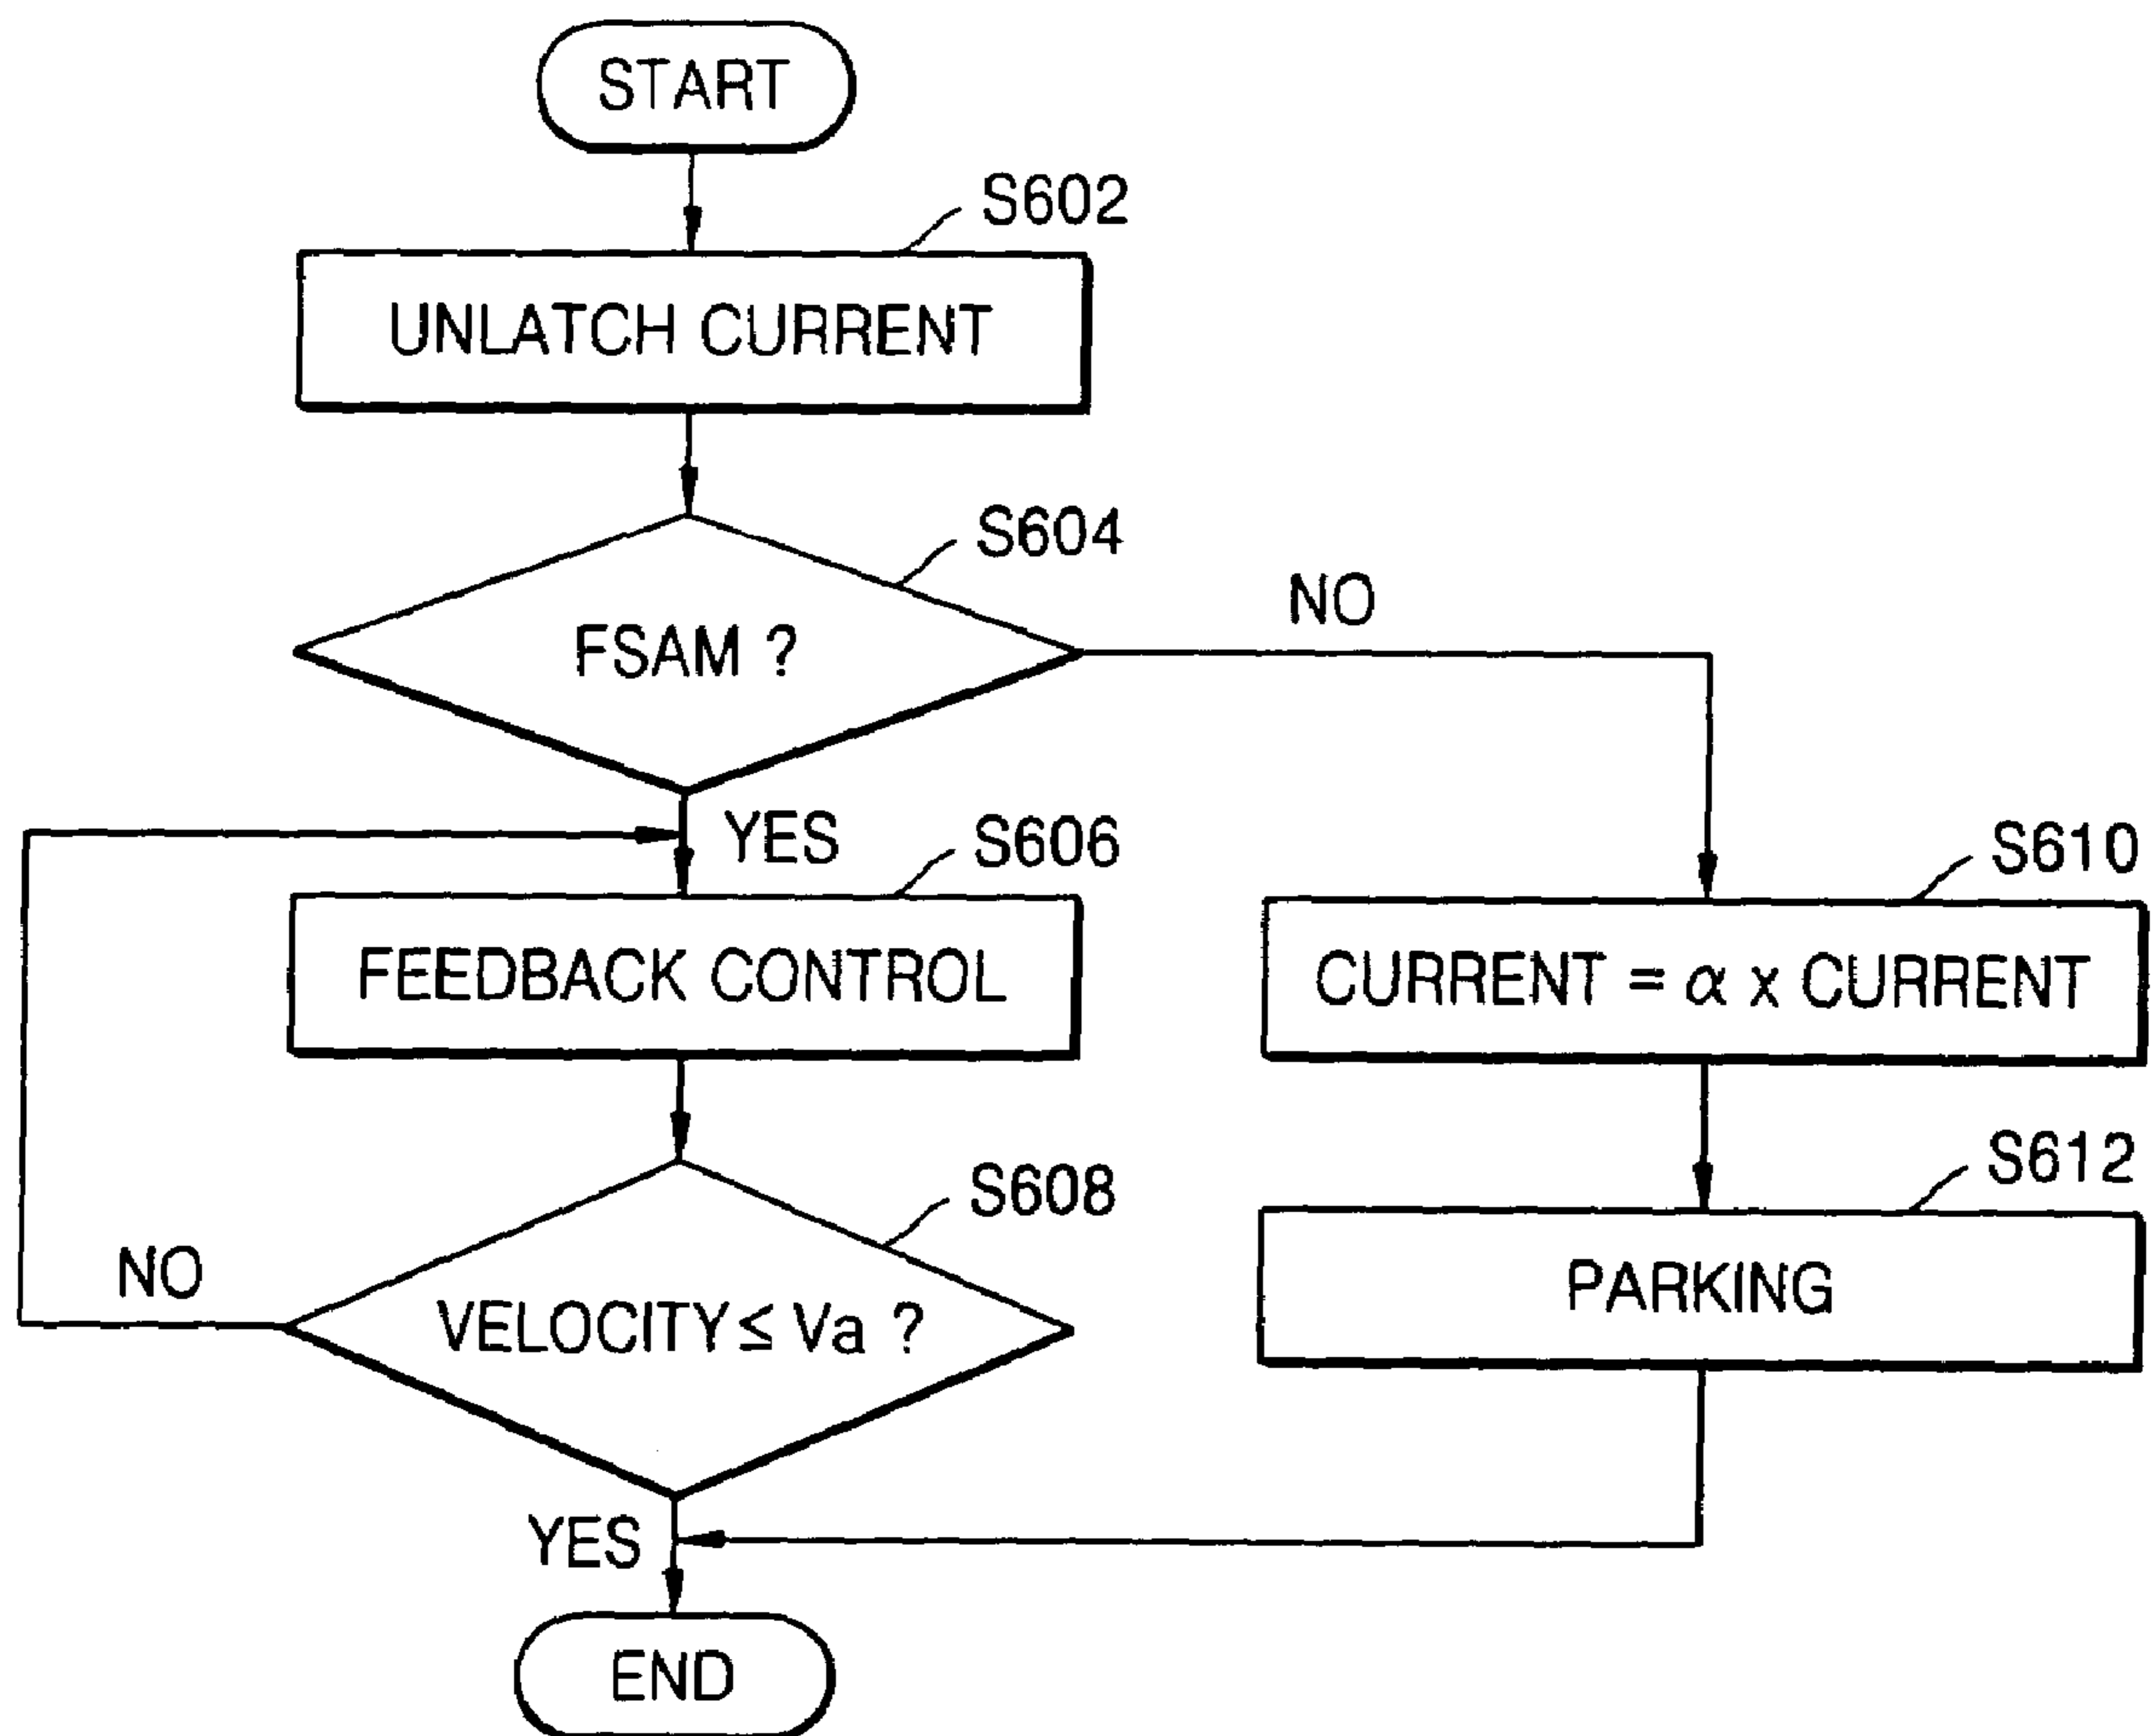 START
S602
UNLATCH CURRENT
S604
FSAM ?
NO
YES
S606
S610
FEEDBACK CONTROL
CURRENT = α x CURRENT
S608
S612
NO
VELOCITY ≤ Va ?
PARKING
YES
END